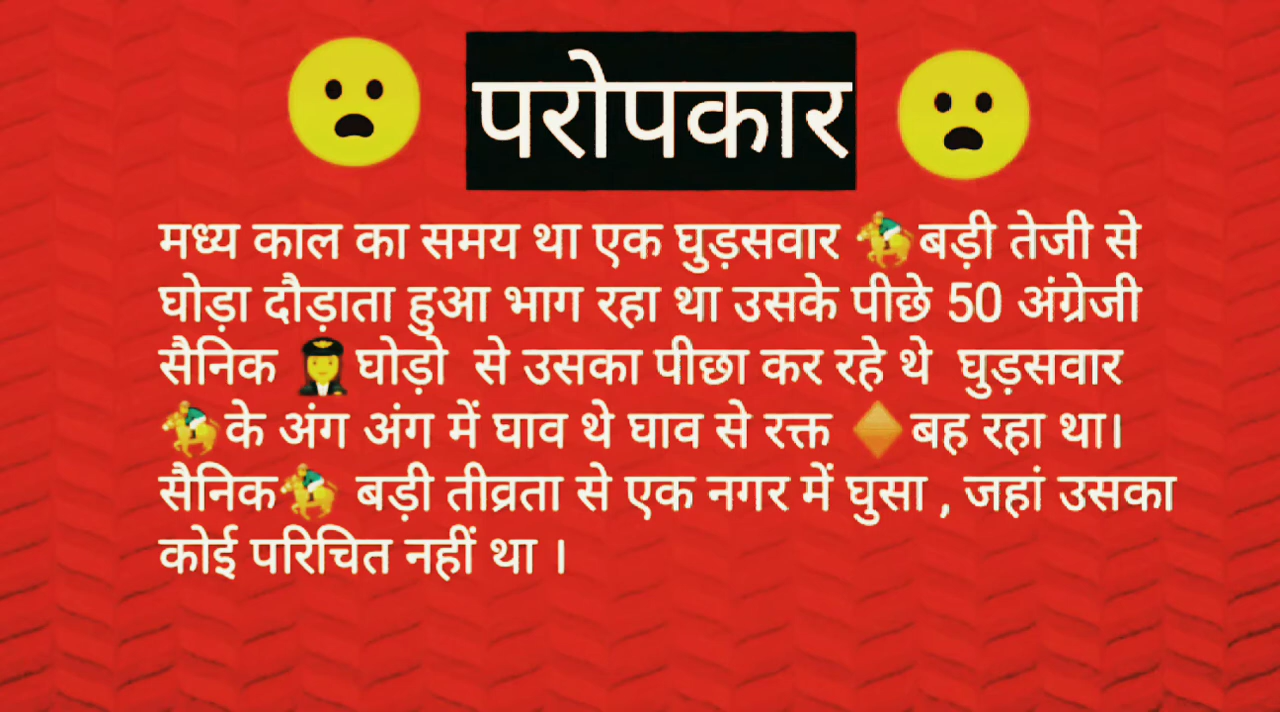 परोपकार
मध्य काल का समय था एक घुड़सवार 🏇बड़ी तेजी से
घोड़ा दौड़ाता हुआ भाग रहा था उसके पीछे 50 अंग्रेजी
सैनिक 👩‍✈️घोड़ो से उसका पीछा कर रहे थे घुड़सवार
🏇के अंग अंग में घाव थे घाव से रक्त 🔶बह रहा था।
सैनिक🏇 बड़ी तीव्रता से एक नगर में घुसा , जहां उसका
कोई परिचित नहीं था ।